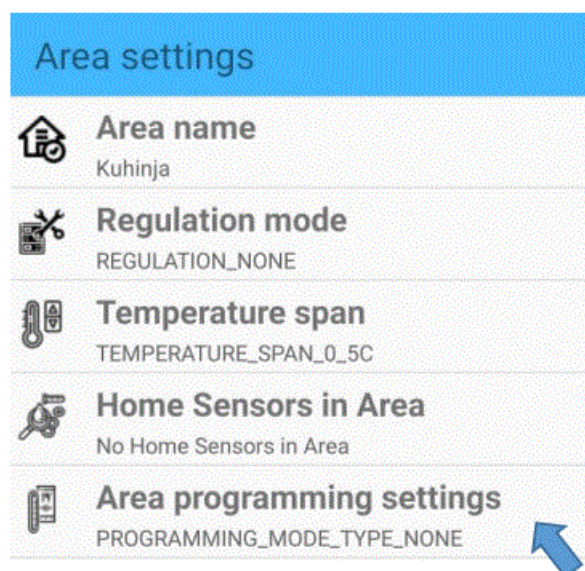 Area settings
Area name
Kuhinja
Regulation mode
REGULATION_NONE
Temperature span
TEMPERATURE_SPAN_0_5C
Home Sensors in Area
No Home Sensors in Area
Area programming settings
PROGRAMMING_MODE_TYPE_NONE